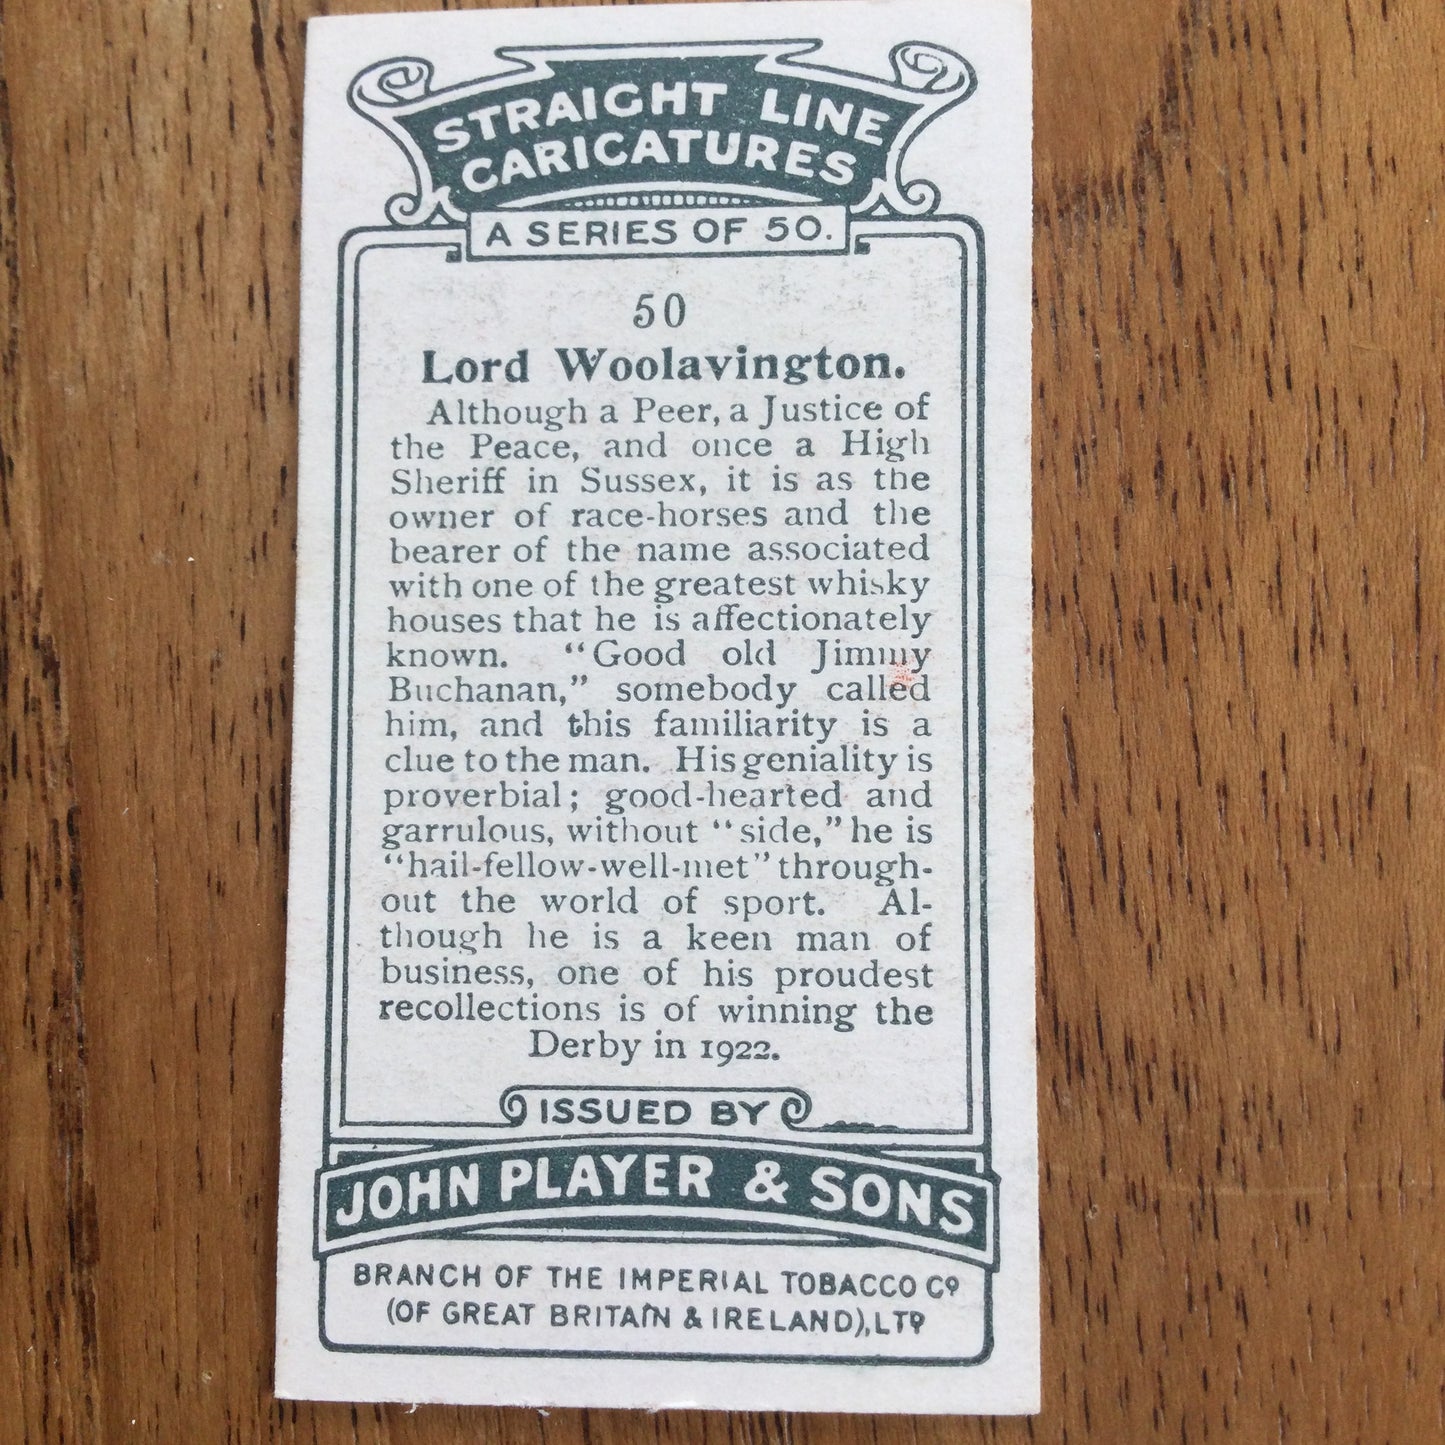 STRAIGHT LINE
CARICATURES
A SERIES OF 50.
50
Lord Woolavington.
Although a Peer, a Justice of
the Peace, and once a High
Sheriff in Sussex, it is as the
owner of race-horses and the
bearer of the name associated
with one of the greatest whisky
houses that he is affectionately
known. “Good old Jimmy
Buchanan,” somebody called
him, and this familiarity is a
clue to the man. His geniality is
proverbial; good-hearted and
garrulous, without “side,” he is
“hail-fellow-well-met” through-
out the world of sport. Al-
though he is a keen man of
business, one of his proudest
recollections is of winning the
Derby in 1922.
ISSUED BY
JOHN PLAYER & SONS
BRANCH OF THE IMPERIAL TOBACCO Cº
(OF GREAT BRITAIN & IRELAND), LTD